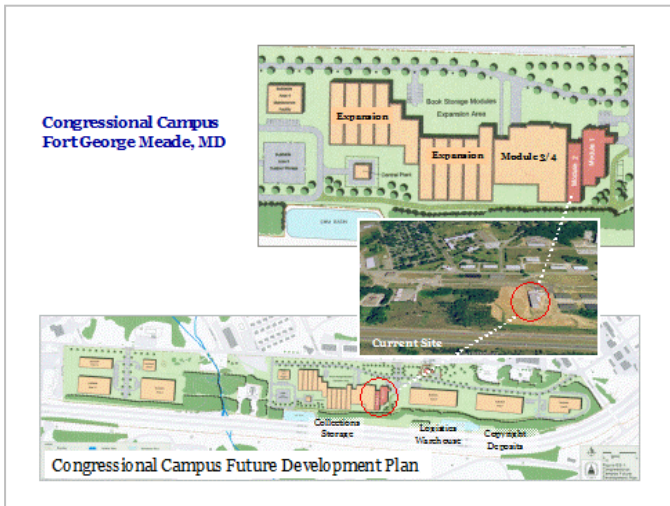 Congressional Campus
Fort George Meade, MD
Expansion
Book Storage Modules
Expansion Area
Expansion
Module 3/4
Module 2
Module 1
Central Plant
Current Site
Collections
Storage
Logistics
Warehouse
Copyright
Deposits
Congressional Campus Future Development Plan